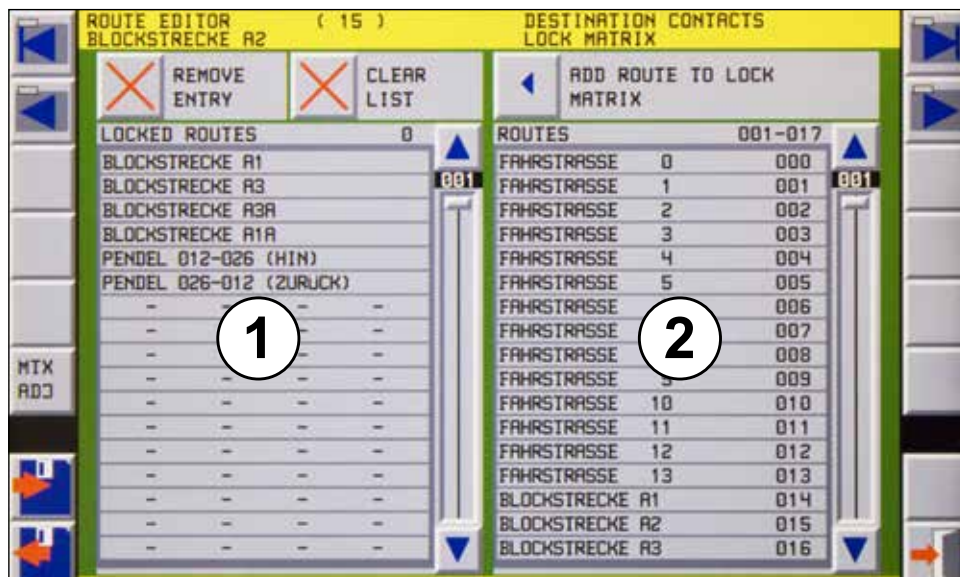 ROUTE EDITOR ( 15 ) DESTINATION CONTACTS
BLOCKSTRECKE A2 LOCK MATRIX
REMOVE ENTRY
CLEAR LIST
ADD ROUTE TO LOCK MATRIX
LOCKED ROUTES 0
BLOCKSTRECKE A1
BLOCKSTRECKE A3
BLOCKSTRECKE A3A
BLOCKSTRECKE A1A
PENDEL 012-026 (HIN)
PENDEL 026-012 (ZURÜCK)
- - - -
- - -
- - -
- - - -
- - - -
- - - -
- - - -
- - - -
- - - -
- - - -
- - - -
001
1
ROUTES 001-017
FAHRSTRASSE 0 000
FAHRSTRASSE 1 001
FAHRSTRASSE 2 002
FAHRSTRASSE 3 003
FAHRSTRASSE 4 004
FAHRSTRASSE 5 005
FAHRSTRASSE 006
FAHRSTRASSE 007
FAHRSTRASSE 008
FAHRSTRASSE 9 009
FAHRSTRASSE 10 010
FAHRSTRASSE 11 011
FAHRSTRASSE 12 012
FAHRSTRASSE 13 013
BLOCKSTRECKE A1 014
BLOCKSTRECKE A2 015
BLOCKSTRECKE A3 016
001
2
MTX
ADJ